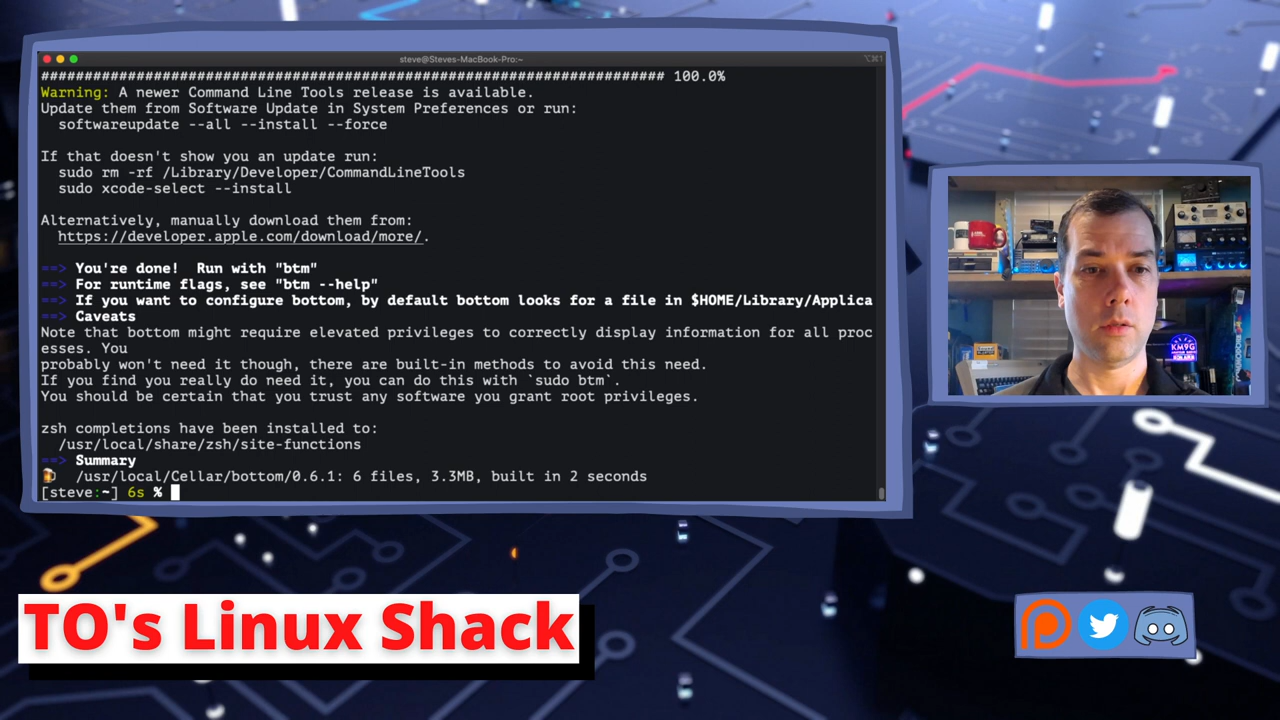 steve@Steves-MacBook-Pro:~
⌥⌘1
######################################################################## 100.0%
Warning: A newer Command Line Tools release is available.
Update them from Software Update in System Preferences or run:
softwareupdate --all --install --force
If that doesn't show you an update run:
sudo rm -rf /Library/Developer/CommandLineTools
sudo xcode-select --install
Alternatively, manually download them from:
https://developer.apple.com/download/more/.
==> You're done!  Run with "btm"
==> For runtime flags, see "btm --help"
==> If you want to configure bottom, by default bottom looks for a file in $HOME/Library/Applica
==> Caveats
Note that bottom might require elevated privileges to correctly display information for all proc
esses. You
probably won't need it though, there are built-in methods to avoid this need.
If you find you really do need it, you can do this with `sudo btm`.
You should be certain that you trust any software you grant root privileges.
zsh completions have been installed to:
/usr/local/share/zsh/site-functions
==> Summary
🍺  /usr/local/Cellar/bottom/0.6.1: 6 files, 3.3MB, built in 2 seconds
[steve:~] 6s %
KM9G
TO's Linux Shack